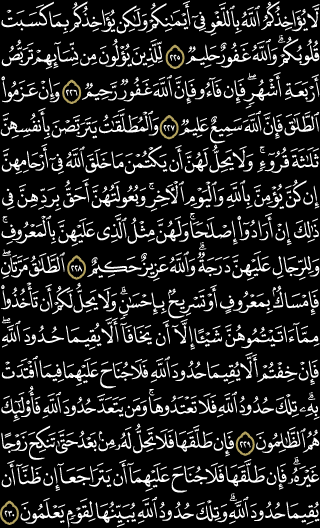 لَّا يُؤَاخِذُكُمُ ٱللَّهُ بِٱللَّغْوِ فِىٓ أَيْمَٰنِكُمْ وَلَٰكِن يُؤَاخِذُكُم بِمَا كَسَبَتْ
قُلُوبُكُمْ ۗ وَٱللَّهُ غَفُورٌ حَلِيمٌ ٢٢٥ لِّلَّذِينَ يُؤْلُونَ مِن نِّسَآئِهِمْ تَرَبُّصُ
أَرْبَعَةِ أَشْهُرٍ ۖ فَإِن فَآءُو فَإِنَّ ٱللَّهَ غَفُورٌ رَّحِيمٌ ٢٢٦ وَإِنْ عَزَمُوا۟
ٱلطَّلَٰقَ فَإِنَّ ٱللَّهَ سَمِيعٌ عَلِيمٌ ٢٢٧ وَٱلْمُطَلَّقَٰتُ يَتَرَبَّصْنَ بِأَنفُسِهِنَّ
ثَلَٰثَةَ قُرُوٓءٍ ۚ وَلَا يَحِلُّ لَهُنَّ أَن يَكْتُمْنَ مَا خَلَقَ ٱللَّهُ فِىٓ أَرْحَامِهِنَّ
إِن كُنَّ يُؤْمِنَّ بِٱللَّهِ وَٱلْيَوْمِ ٱلْءَاخِرِ ۚ وَبُعُولَتُهُنَّ أَحَقُّ بِرَدِّهِنَّ فِى
ذَٰلِكَ إِنْ أَرَادُوٓا۟ إِصْلَٰحًا ۚ وَلَهُنَّ مِثْلُ ٱلَّذِى عَلَيْهِنَّ بِٱلْمَعْرُوفِ ۚ
وَلِلرِّجَالِ عَلَيْهِنَّ دَرَجَةٌ ۗ وَٱللَّهُ عَزِيزٌ حَكِيمٌ ٢٢٨ ٱلطَّلَٰقُ مَرَّتَانِ ۖ
فَإِمْسَاكٌۢ بِمَعْرُوفٍ أَوْ تَسْرِيحٌۢ بِإِحْسَٰنٍ ۗ وَلَا يَحِلُّ لَكُمْ أَن تَأْخُذُوا۟
مِمَّآ ءَاتَيْتُمُوهُنَّ شَيْـًٔا إِلَّآ أَن يَخَافَآ أَلَّا يُقِيمَا حُدُودَ ٱللَّهِ ۖ
فَإِنْ خِفْتُمْ أَلَّا يُقِيمَا حُدُودَ ٱللَّهِ فَلَا جُنَاحَ عَلَيْهِمَا فِيمَا ٱفْتَدَتْ
بِهِۦ ۗ تِلْكَ حُدُودُ ٱللَّهِ فَلَا تَعْتَدُوهَا ۚ وَمَن يَتَعَدَّ حُدُودَ ٱللَّهِ فَأُو۟لَٰٓئِكَ
هُمُ ٱلظَّٰلِمُونَ ٢٢٩ فَإِن طَلَّقَهَا فَلَا تَحِلُّ لَهُۥ مِنۢ بَعْدُ حَتَّىٰ تَنكِحَ زَوْجًا
غَيْرَهُۥ ۗ فَإِن طَلَّقَهَا فَلَا جُنَاحَ عَلَيْهِمَآ أَن يَتَرَاجَعَآ إِن ظَنَّآ أَن
يُقِيمَا حُدُودَ ٱللَّهِ ۗ وَتِلْكَ حُدُودُ ٱللَّهِ يُبَيِّنُهَا لِقَوْمٍ يَعْلَمُونَ ٢٣٠